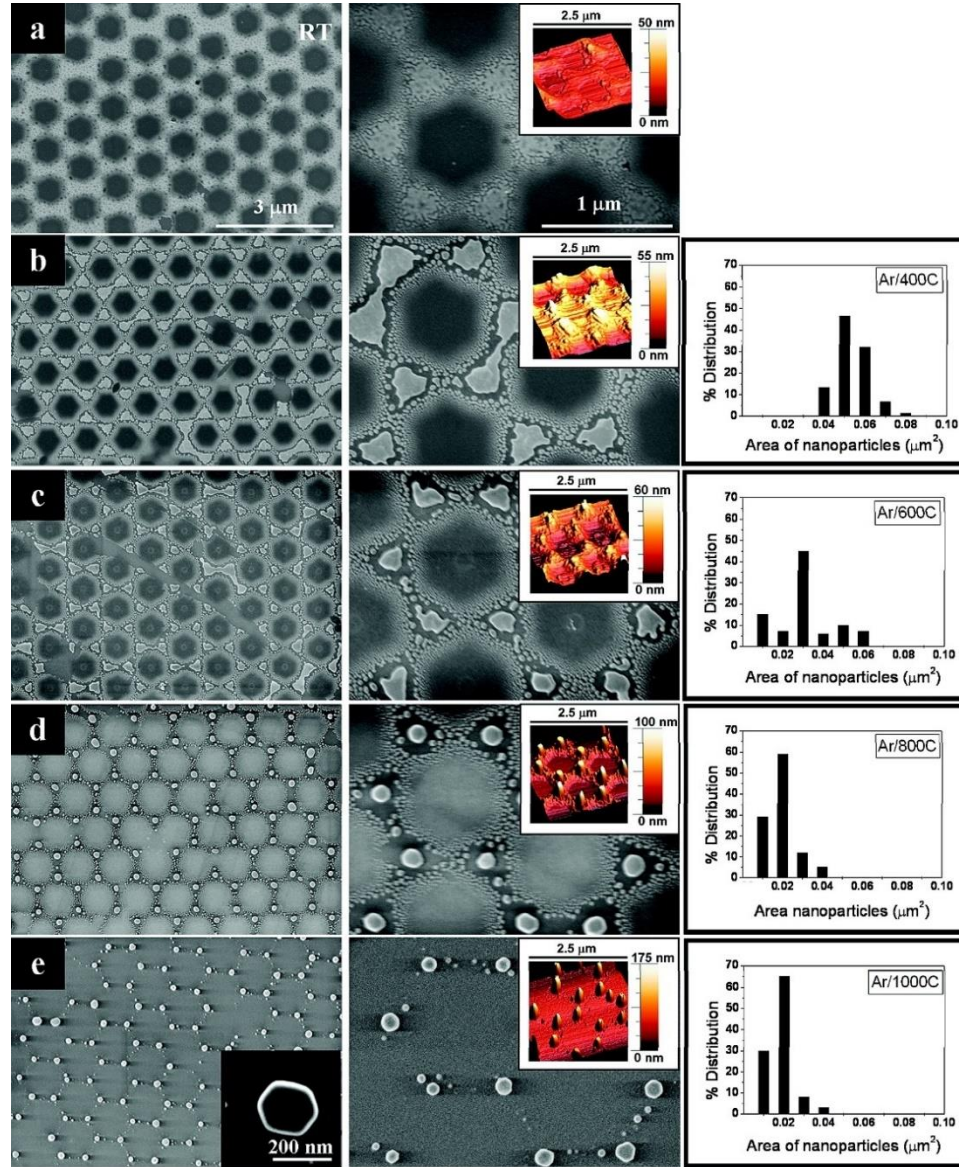 a
RT
3 μm
1 μm
2.5 μm
50 nm
0 nm
b
2.5 μm
55 nm
0 nm
Ar/400C
% Distribution
70
60
50
40
30
20
10
0
0.02 0.04 0.06 0.08 0.10
Area of nanoparticles (μm²)
c
2.5 μm
60 nm
0 nm
Ar/600C
% Distribution
70
60
50
40
30
20
10
0
0.02 0.04 0.06 0.08 0.10
Area of nanoparticles (μm²)
d
2.5 μm
100 nm
0 nm
Ar/800C
% Distribution
70
60
50
40
30
20
10
0
0.02 0.04 0.06 0.08 0.10
Area nanoparticles (μm²)
e
200 nm
2.5 μm
175 nm
0 nm
Ar/1000C
% Distribution
70
60
50
40
30
20
10
0
0.02 0.04 0.06 0.08 0.10
Area of nanoparticles (μm²)